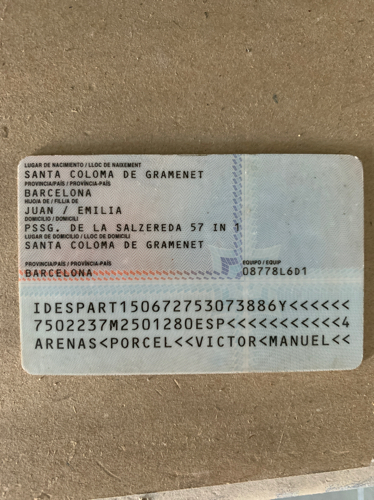 LUGAR DE NACIMIENTO / LLOC DE NAIXEMENT
SANTA COLOMA DE GRAMENET
PROVINCIA/PAÍS / PROVÍNCIA-PAÍS
BARCELONA
HIJO/A DE / FILL/A DE
JUAN / EMILIA
DOMICILIO / DOMICILI
PSSG. DE LA SALZEREDA 57 IN 1
LUGAR DE DOMICILIO / LLOC DE DOMICILI
SANTA COLOMA DE GRAMENET
PROVINCIA/PAÍS / PROVÍNCIA-PAÍS EQUIPO / EQUIP
BARCELONA 08778L6D1
IDESPART150672753073886Y<<<<<<
7502237M2501280ESP<<<<<<<<<<<4
ARENAS<PORCEL<<VICTOR<MANUEL<<